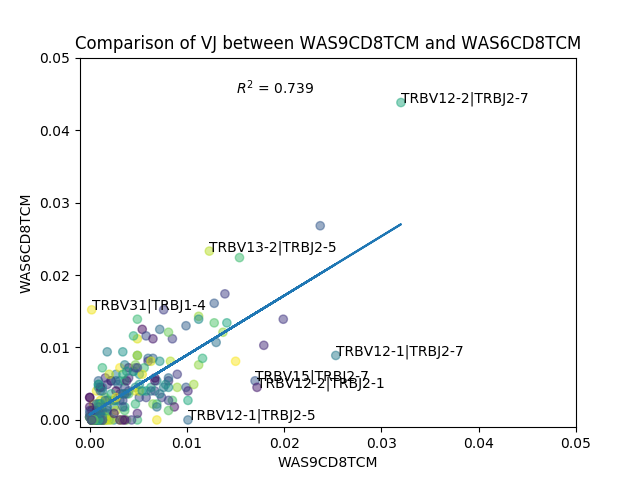 Comparison of VJ between WAS9CD8TCM and WAS6CD8TCM
0.05
R² = 0.739
TRBV12-2|TRBJ2-7
0.04
0.03
TRBV13-2|TRBJ2-5
0.02
TRBV31|TRBJ1-4
0.01
TRBV12-1|TRBJ2-7
TRBV15|TRBJ2-7
TRBV12-2|TRBJ2-1
TRBV12-1|TRBJ2-5
0.00
WAS6CD8TCM
0.00 0.01 0.02 0.03 0.04 0.05
WAS9CD8TCM